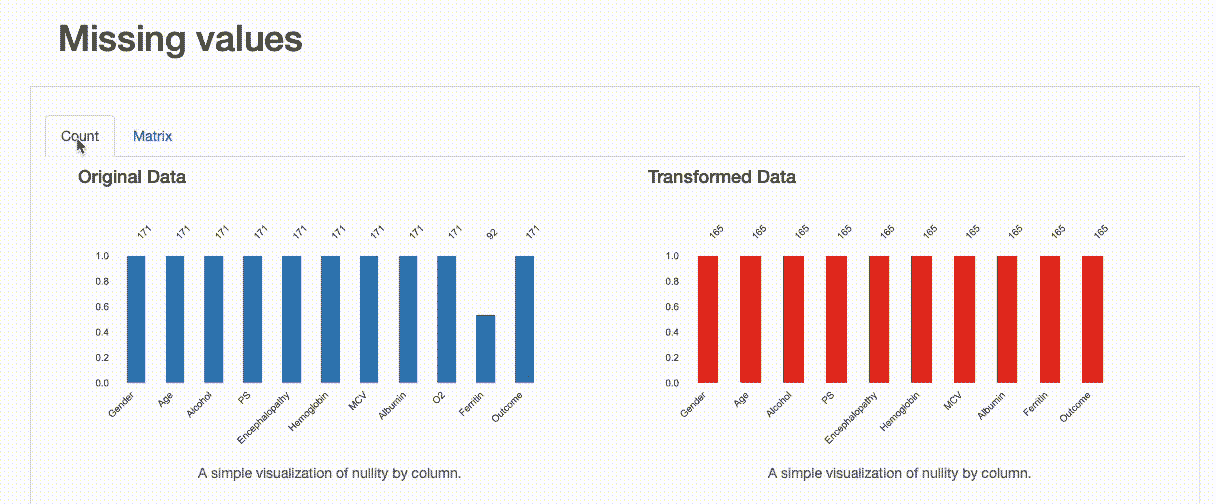 Missing values
Count Matrix
Original Data
171 171 171 171 171 171 171 171 171 92 171
1.0
0.8
0.6
0.4
0.2
0.0
Gender Age Alcohol PS Encephalopathy Hemoglobin MCV Albumin O2 Ferritin Outcome
A simple visualization of nullity by column.
Transformed Data
165 165 165 165 165 165 165 165 165 165
1.0
0.8
0.6
0.4
0.2
0.0
Gender Age Alcohol PS Encephalopathy Hemoglobin MCV Albumin Ferritin Outcome
A simple visualization of nullity by column.